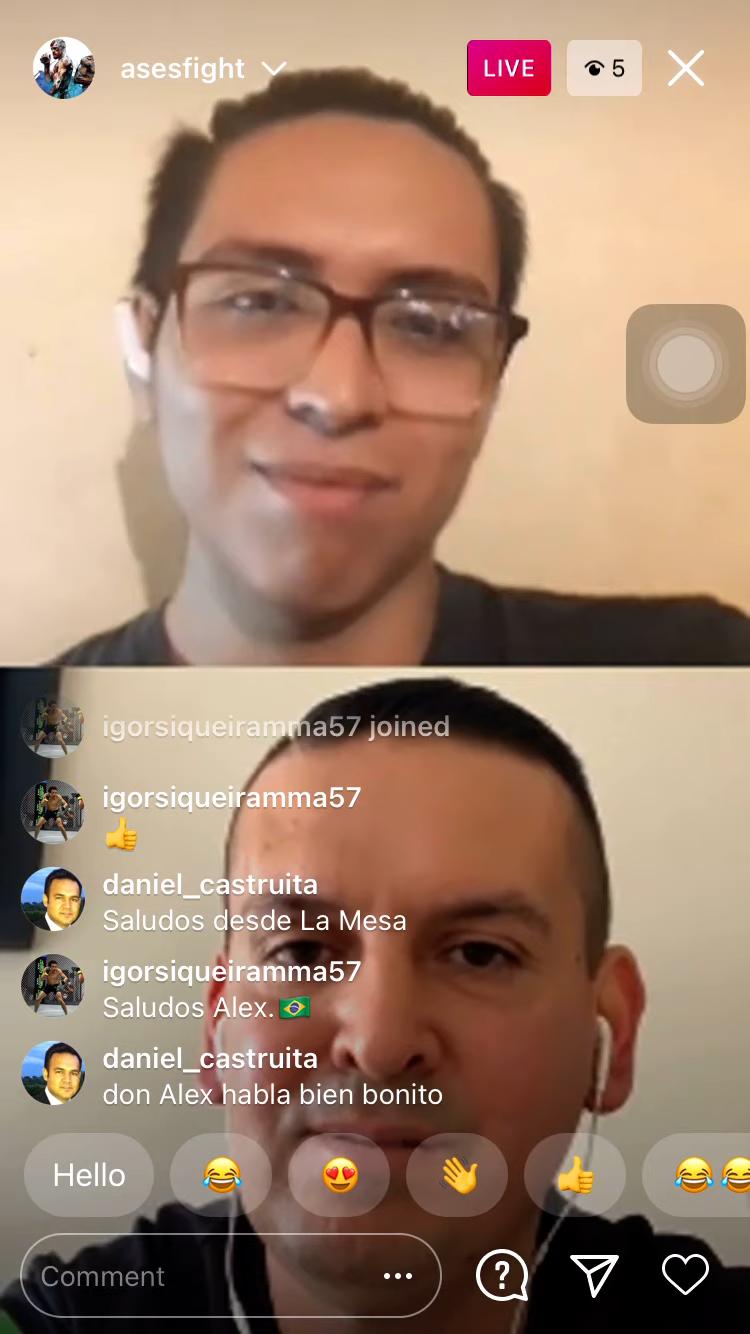 asesfight
LIVE
5
igorsiqueiramma57 joined
igorsiqueiramma57
👍
daniel_castruita
Saludos desde La Mesa
igorsiqueiramma57
Saludos Alex.🇧🇷
daniel_castruita
don Alex habla bien bonito
Hello 😂 😍 👋 👍 😂😂
Comment